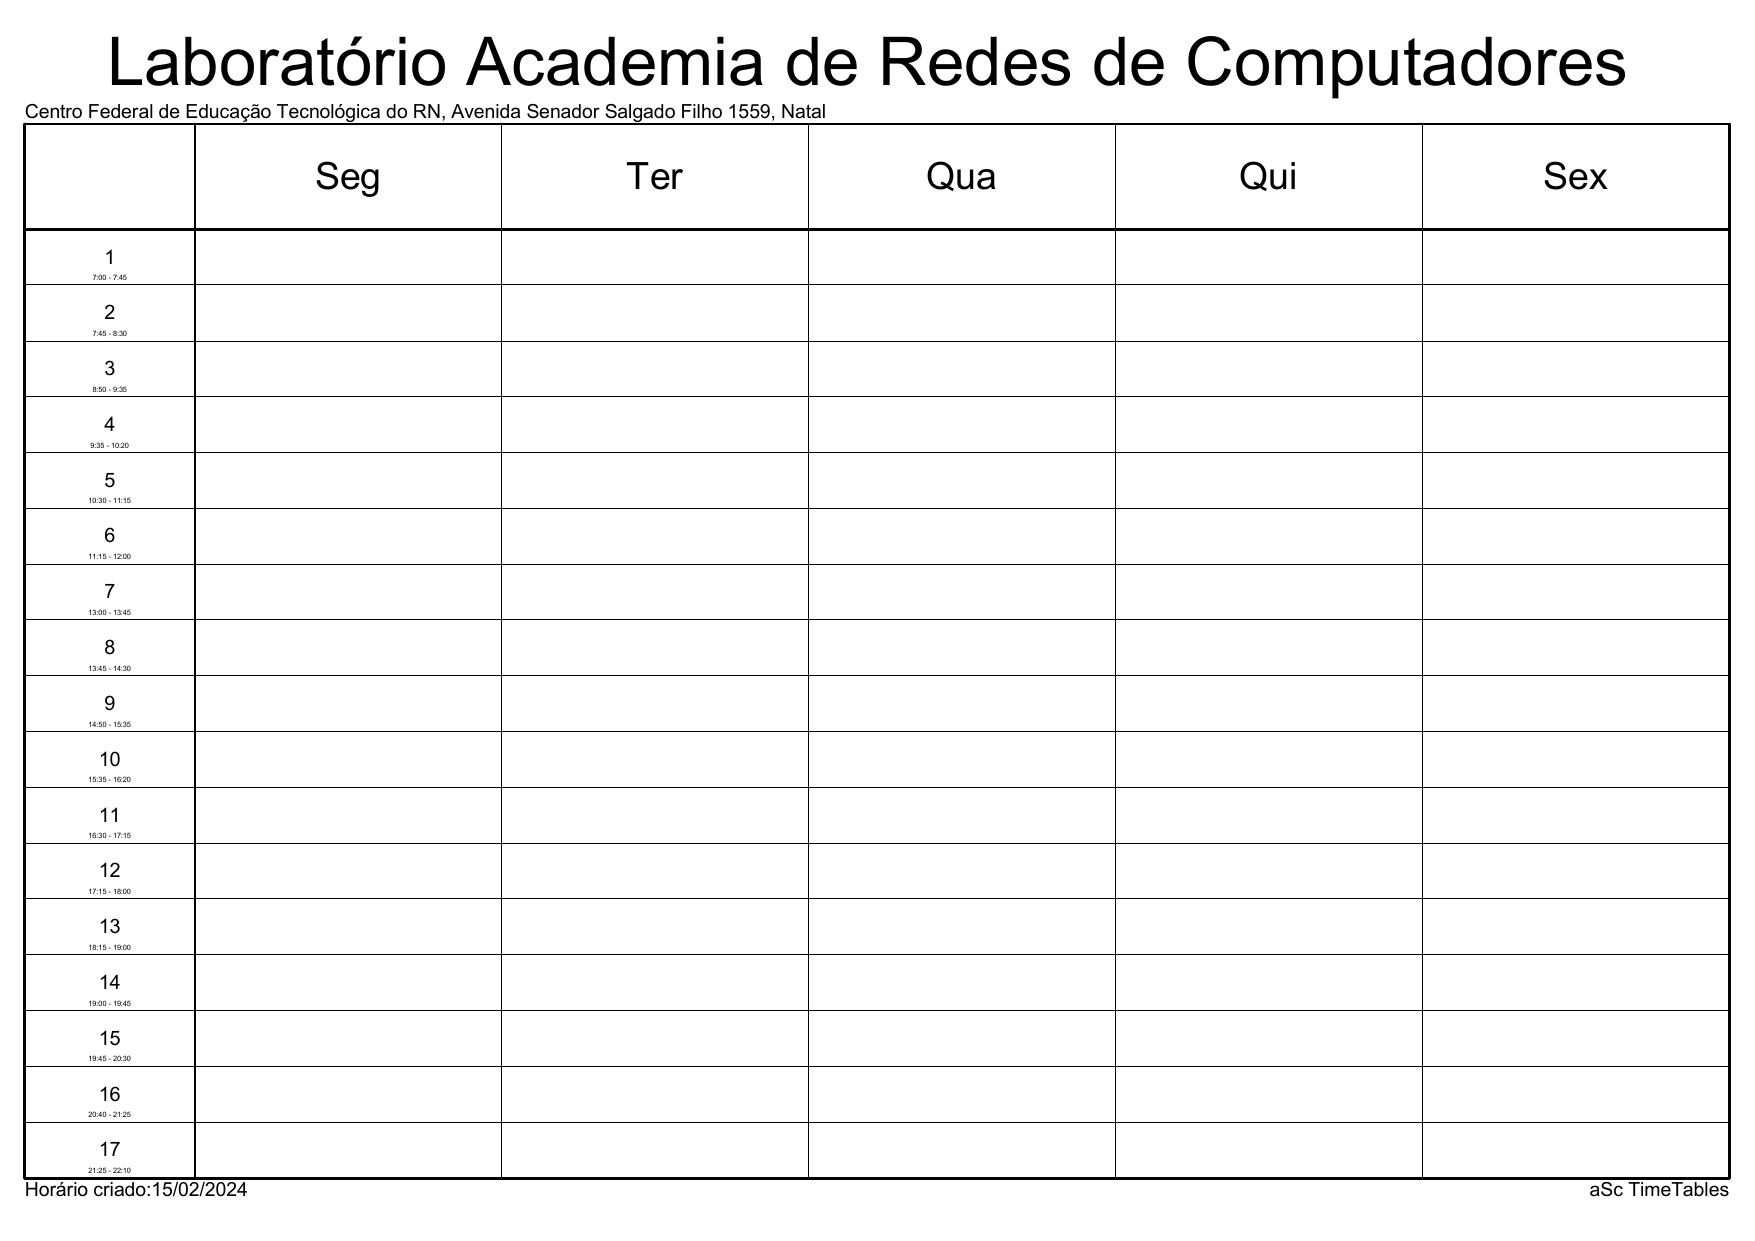 Laboratório Academia de Redes de Computadores
Centro Federal de Educação Tecnológica do RN, Avenida Senador Salgado Filho 1559, Natal
Seg Ter Qua Qui Sex
1
7:00 - 7:45
2
7:45 - 8:30
3
8:50 - 9:35
4
9:35 - 10:20
5
10:30 - 11:15
6
11:15 - 12:00
7
13:00 - 13:45
8
13:45 - 14:30
9
14:50 - 15:35
10
15:35 - 16:20
11
16:30 - 17:15
12
17:15 - 18:00
13
18:15 - 19:00
14
19:00 - 19:45
15
19:45 - 20:30
16
20:40 - 21:25
17
21:25 - 22:10
Horário criado:15/02/2024 aSc TimeTables